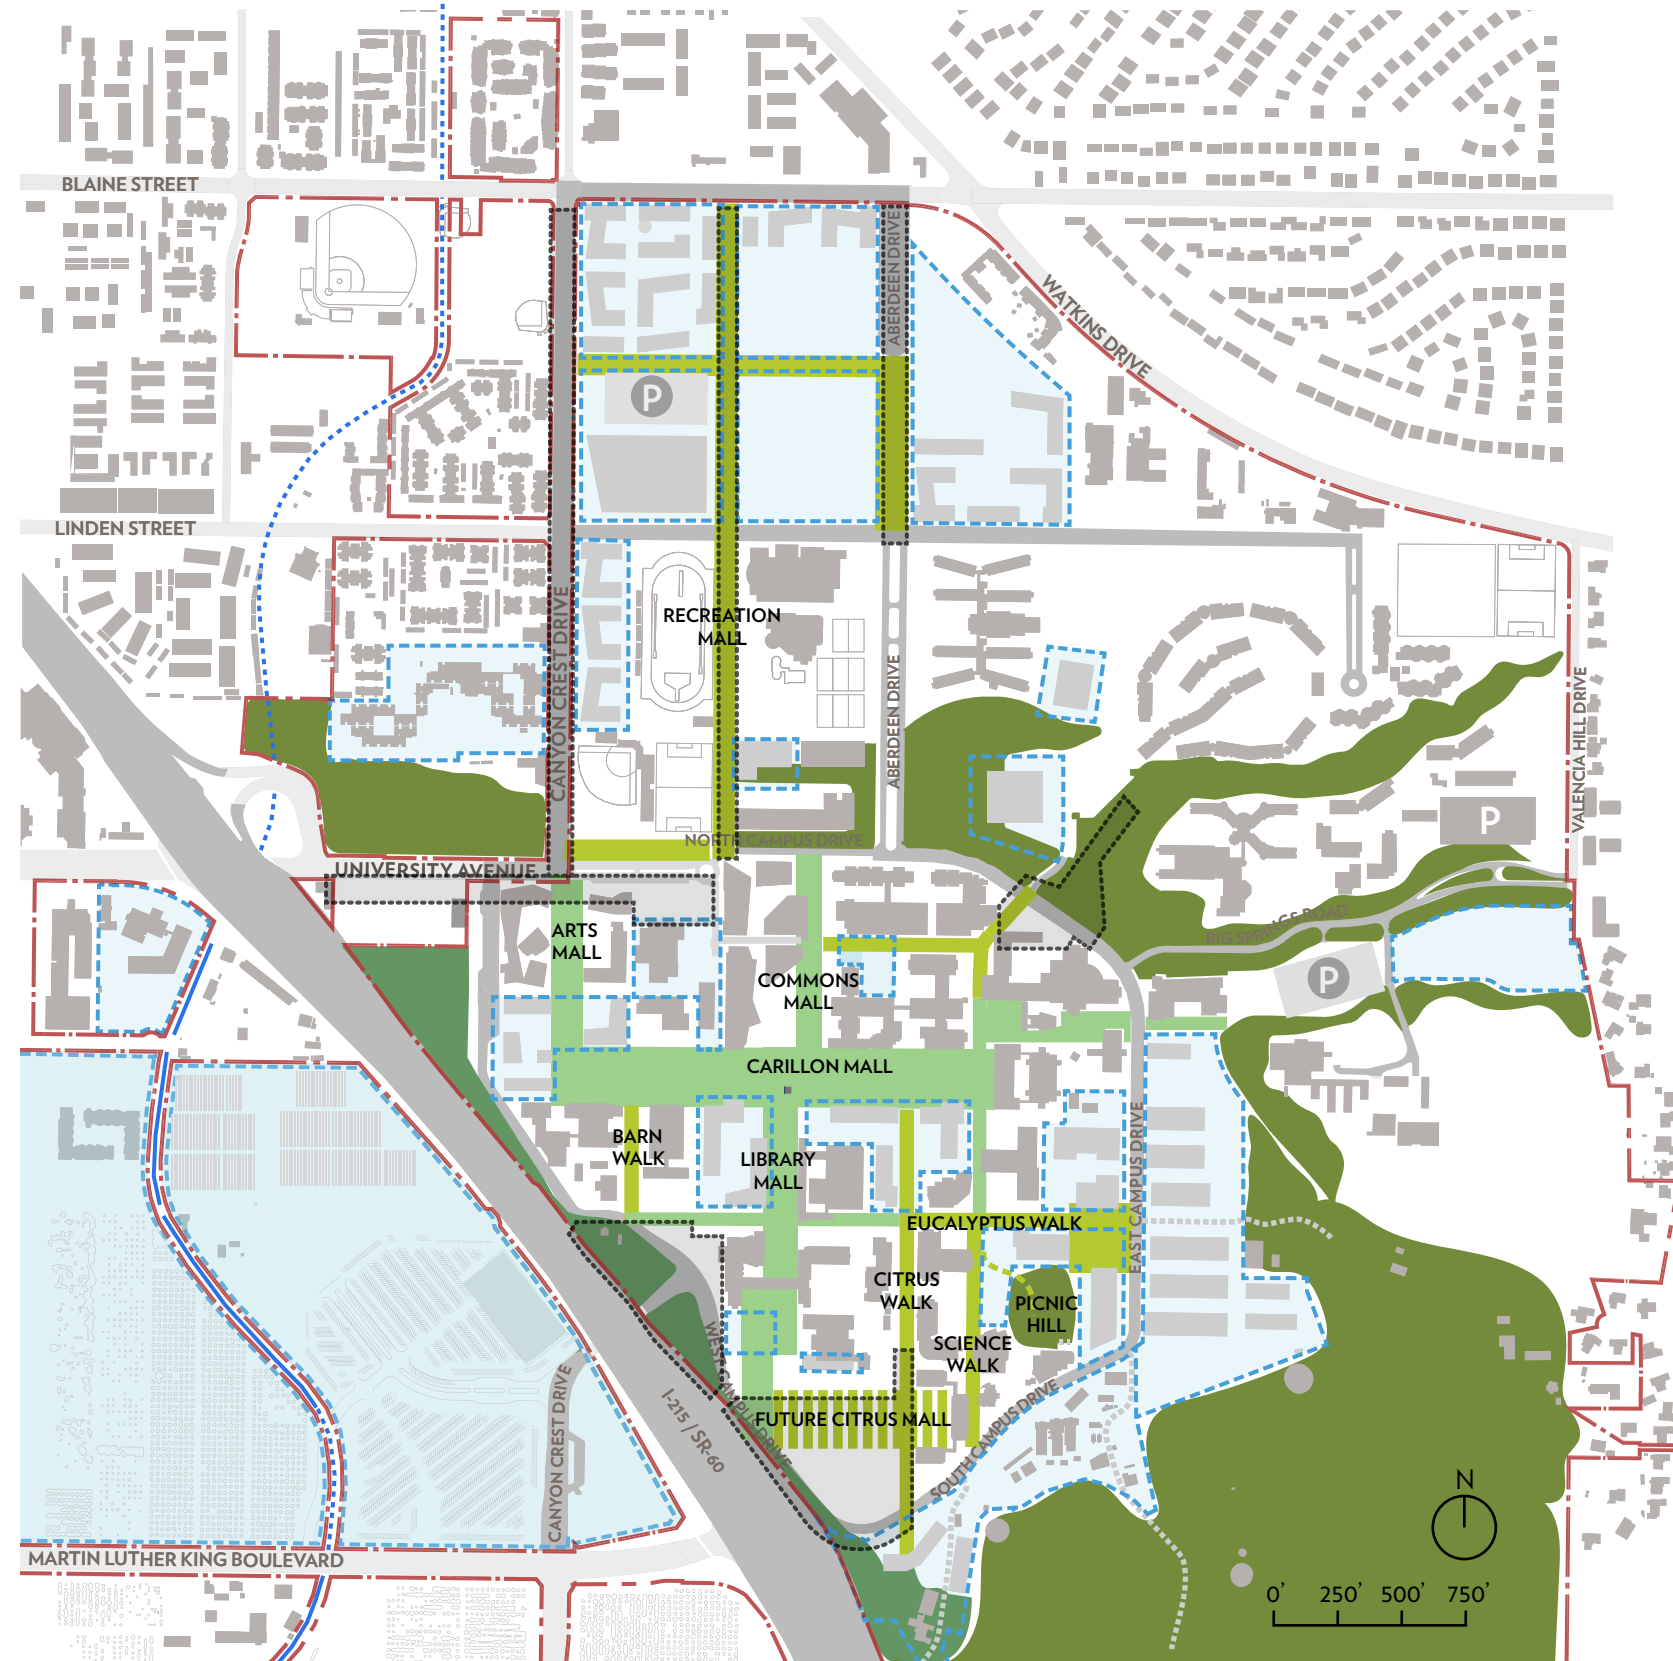 BLAINE STREET
ABERDEEN DRIVE
WATKINS DRIVE
P
LINDEN STREET
CANYON CREST DRIVE
RECREATION
MALL
ABERDEEN DRIVE
VALENCIA HILL DRIVE
P
NORTH CAMPUS DRIVE
UNIVERSITY AVENUE
BIG SPRINGS ROAD
ARTS
MALL
COMMONS
MALL
P
CARILLON MALL
BARN
WALK
LIBRARY
MALL
EAST CAMPUS DRIVE
EUCALYPTUS WALK
CITRUS
WALK
PICNIC
HILL
SCIENCE
WALK
WEST CAMPUS DRIVE
I-215 / SR-60
FUTURE CITRUS MALL
SOUTH CAMPUS DRIVE
CANYON CREST DRIVE
MARTIN LUTHER KING BOULEVARD
N
0' 250' 500' 750'